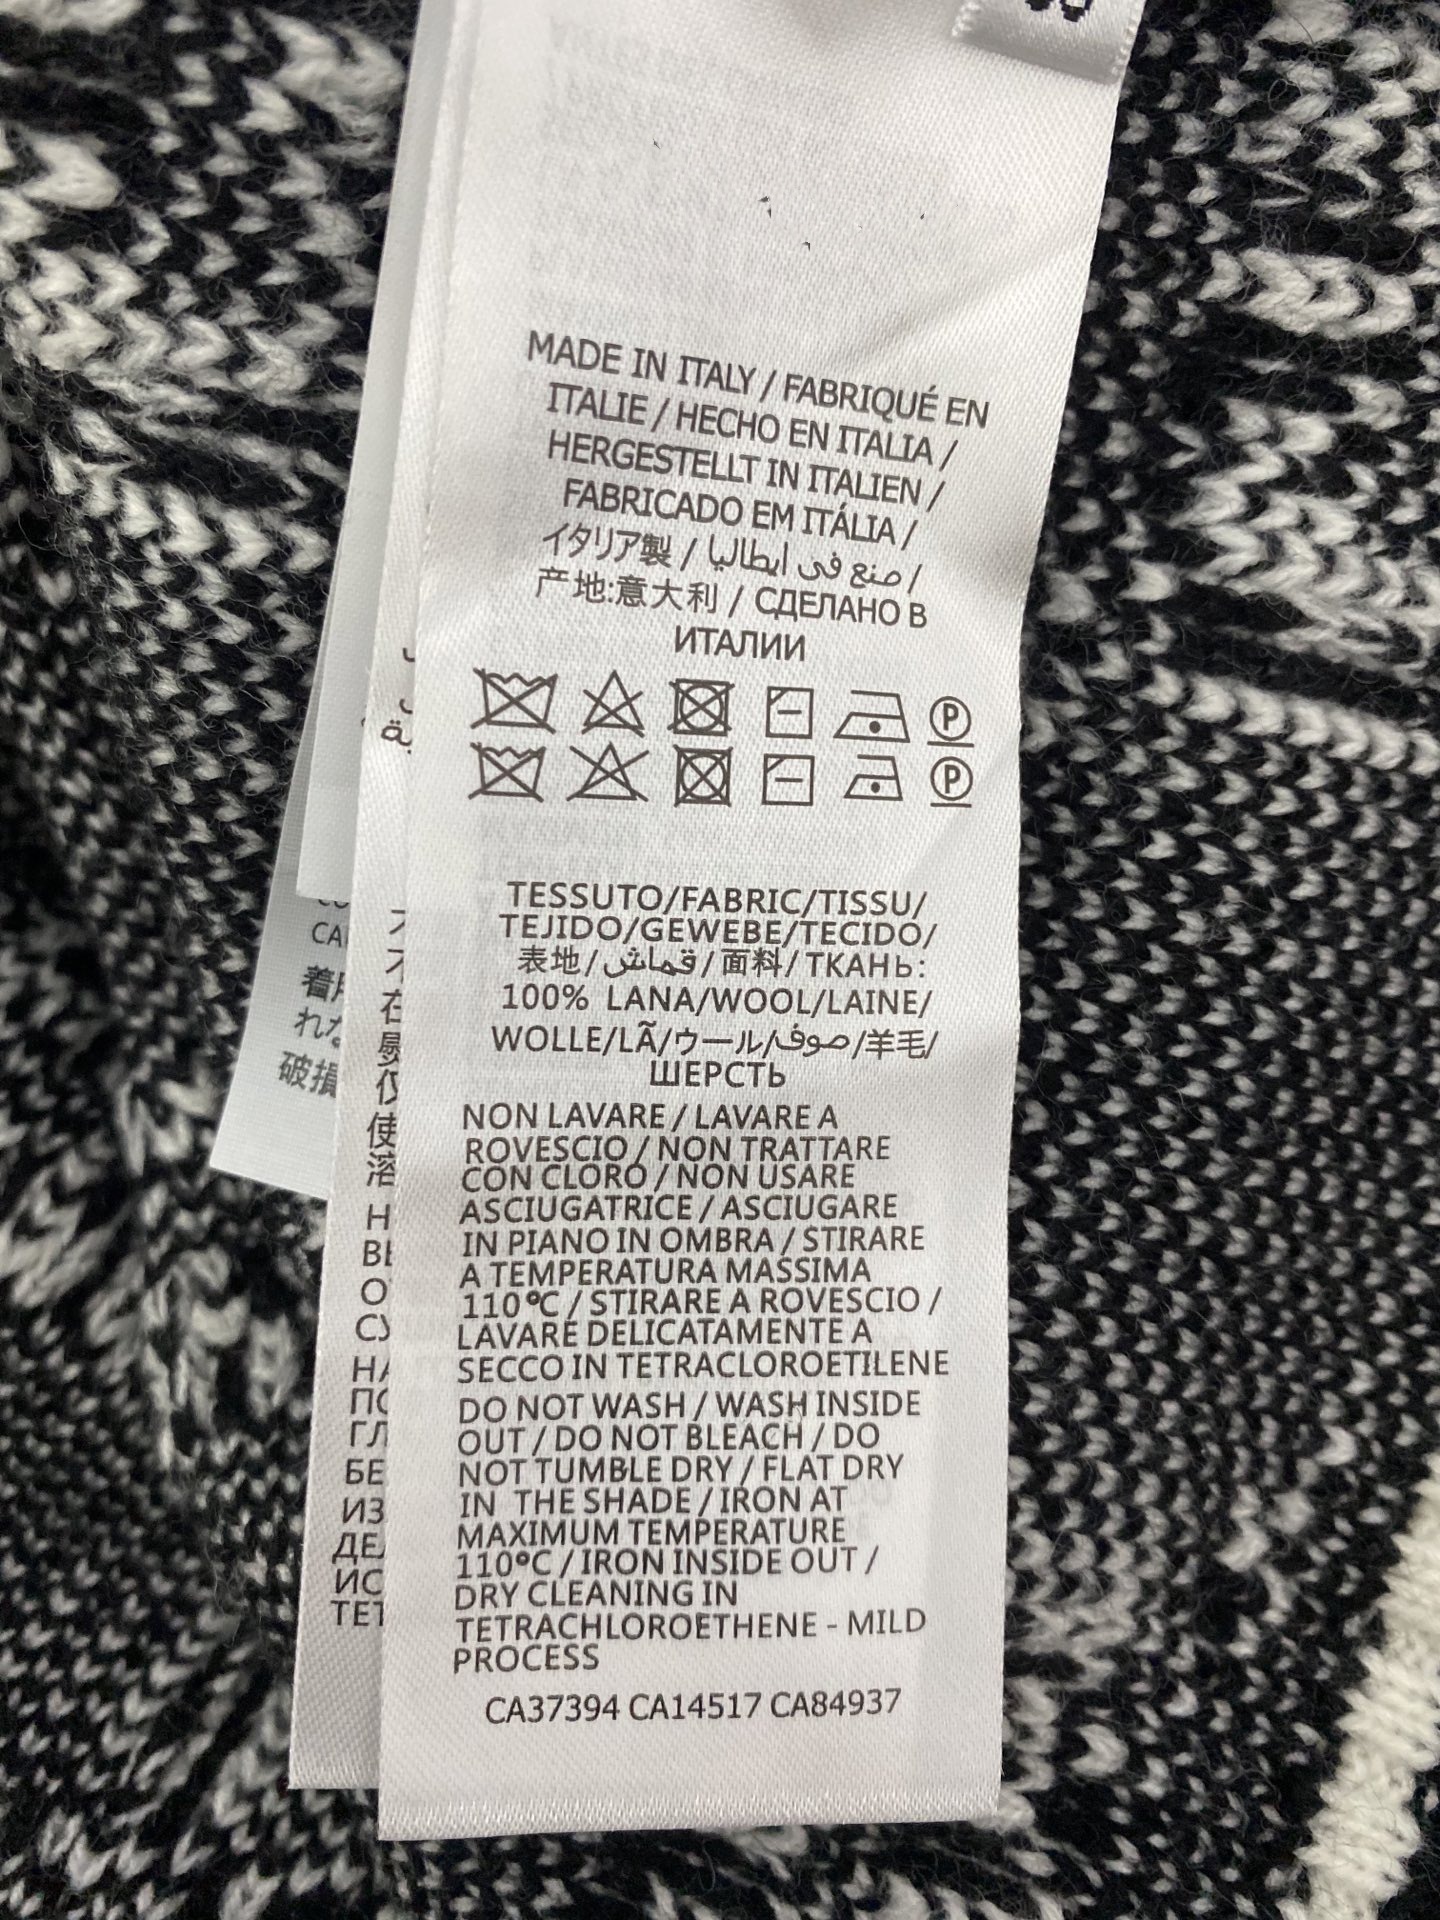 MADE IN ITALY / FABRIQUÉ EN
ITALIE / HECHO EN ITALIA /
HERGESTELLT IN ITALIEN /
FABRICADO EM ITÁLIA /
イタリア製 / صنع فى ايطاليا /
产地:意大利 / СДЕЛАНО В
ИТАЛИИ
P
P
TESSUTO/FABRIC/TISSU/
TEJIDO/GEWEBE/TECIDO/
表地/قماش/面料/ТКАНЬ:
100% LANA/WOOL/LAINE/
WOLLE/LÃ/ウール/صوف/羊毛/
ШЕРСТЬ
NON LAVARE / LAVARE A
ROVESCIO / NON TRATTARE
CON CLORO / NON USARE
ASCIUGATRICE / ASCIUGARE
IN PIANO IN OMBRA / STIRARE
A TEMPERATURA MASSIMA
110°C / STIRARE A ROVESCIO /
LAVARE DELICATAMENTE A
SECCO IN TETRACLOROETILENE
DO NOT WASH / WASH INSIDE
OUT / DO NOT BLEACH / DO
NOT TUMBLE DRY / FLAT DRY
IN THE SHADE / IRON AT
MAXIMUM TEMPERATURE
110°C / IRON INSIDE OUT /
DRY CLEANING IN
TETRACHLOROETHENE - MILD
PROCESS
CA37394 CA14517 CA84937